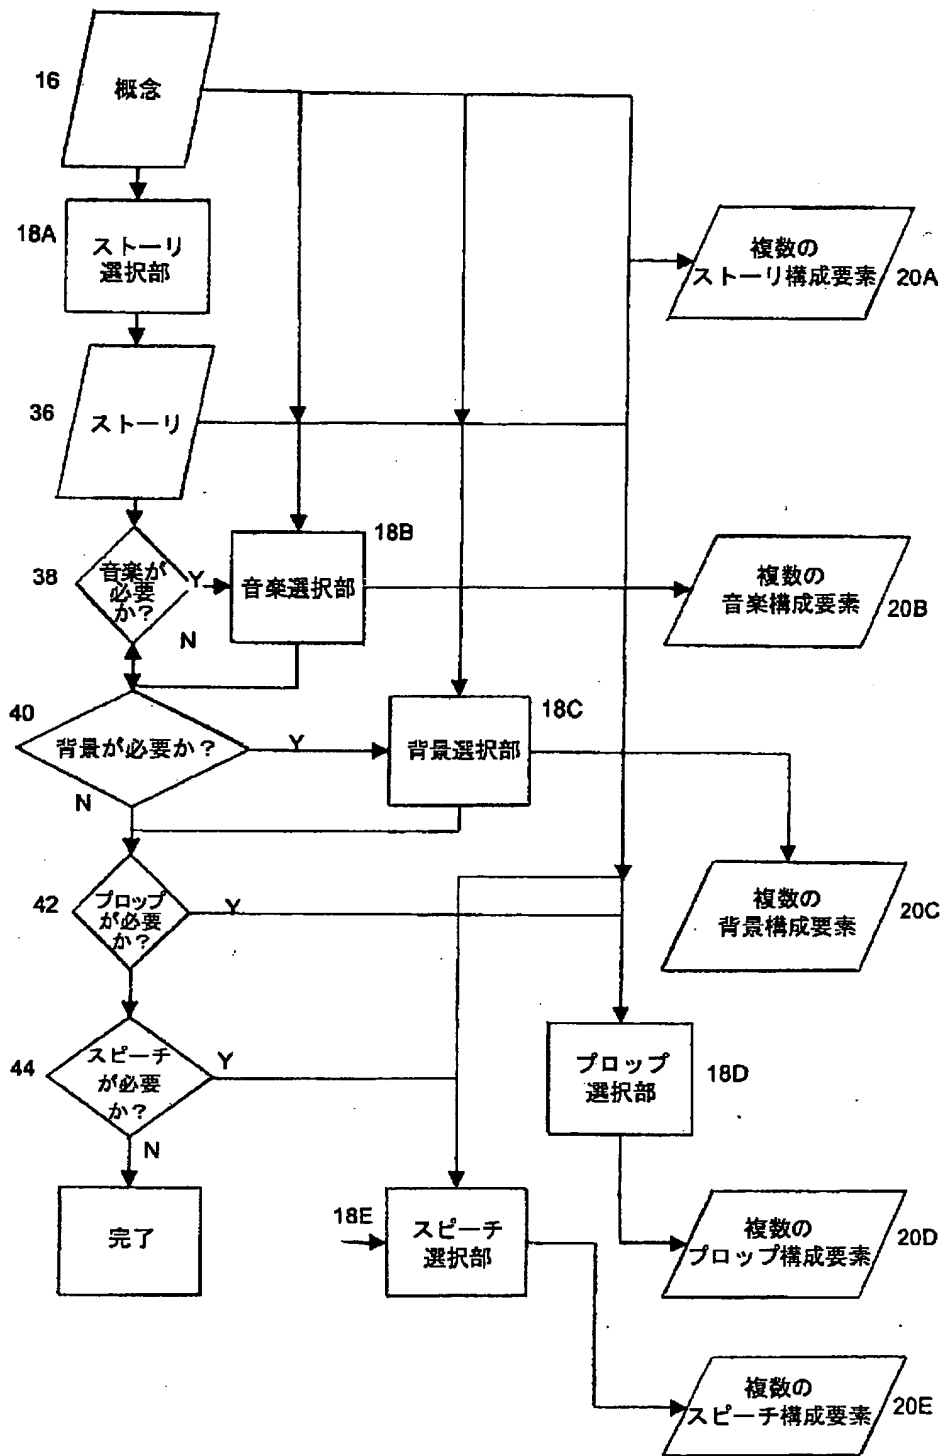 16
概念
18A
ストーリ
選択部
複数の
ストーリ構成要素
20A
36
ストーリ
38
音楽が
必要
か?
Y
N
18B
音楽選択部
複数の
音楽構成要素
20B
40
背景が必要か?
Y
N
18C
背景選択部
複数の
背景構成要素
20C
42
プロップ
が必要
か?
Y
44
スピーチ
が必要
か?
Y
N
プロップ
選択部
18D
完了
18E
スピーチ
選択部
複数の
プロップ構成要素
20D
複数の
スピーチ構成要素
20E